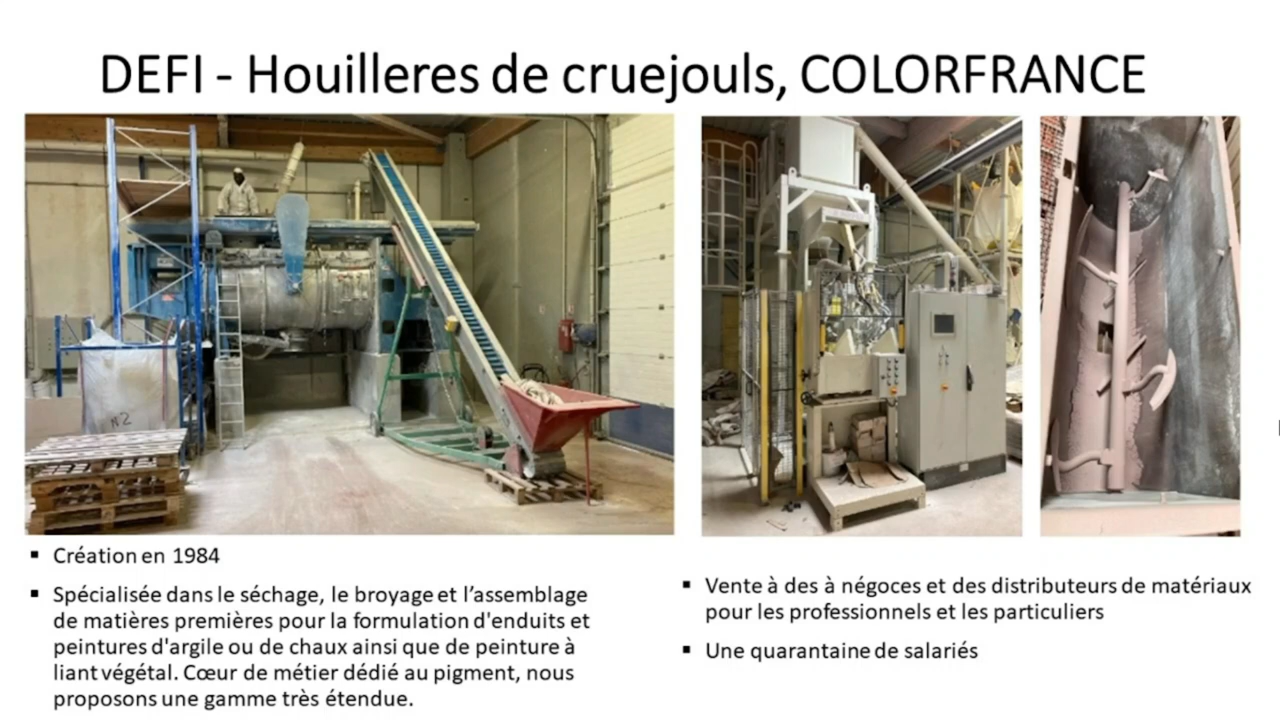 DEFI - Houilleres de cruejouls, COLORFRANCE
N2
▪ Création en 1984
▪ Spécialisée dans le séchage, le broyage et l’assemblage
de matières premières pour la formulation d'enduits et
peintures d'argile ou de chaux ainsi que de peinture à
liant végétal. Cœur de métier dédié au pigment, nous
proposons une gamme très étendue.
▪ Vente à des à négoces et des distributeurs de matériaux
pour les professionnels et les particuliers
▪ Une quarantaine de salariés